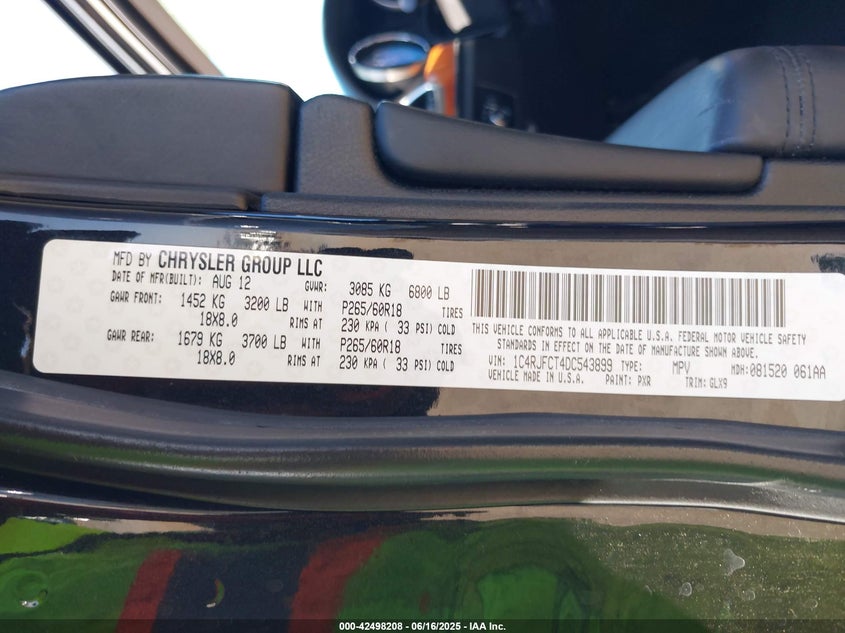 MFD BY CHRYSLER GROUP LLC
DATE OF MFR(BUILT): AUG 12 GVWR: 3085 KG 6800 LB
GAWR FRONT: 1452 KG 3200 LB WITH P265/60R18 TIRES
18X8.0 RIMS AT 230 KPA ( 33 PSI) COLD
GAWR REAR: 1679 KG 3700 LB WITH P265/60R18 TIRES
18X8.0 RIMS AT 230 KPA ( 33 PSI) COLD
THIS VEHICLE CONFORMS TO ALL APPLICABLE U.S.A. FEDERAL MOTOR VEHICLE SAFETY
STANDARDS IN EFFECT ON THE DATE OF MANUFACTURE SHOWN ABOVE.
VIN: 1C4RJFCT4DC543899 TYPE: MPV MDH: 081520 061AA
VEHICLE MADE IN U.S.A. PAINT: PXR TRIM: GLX9
000-42498208 - 06/16/2025 - IAA Inc.